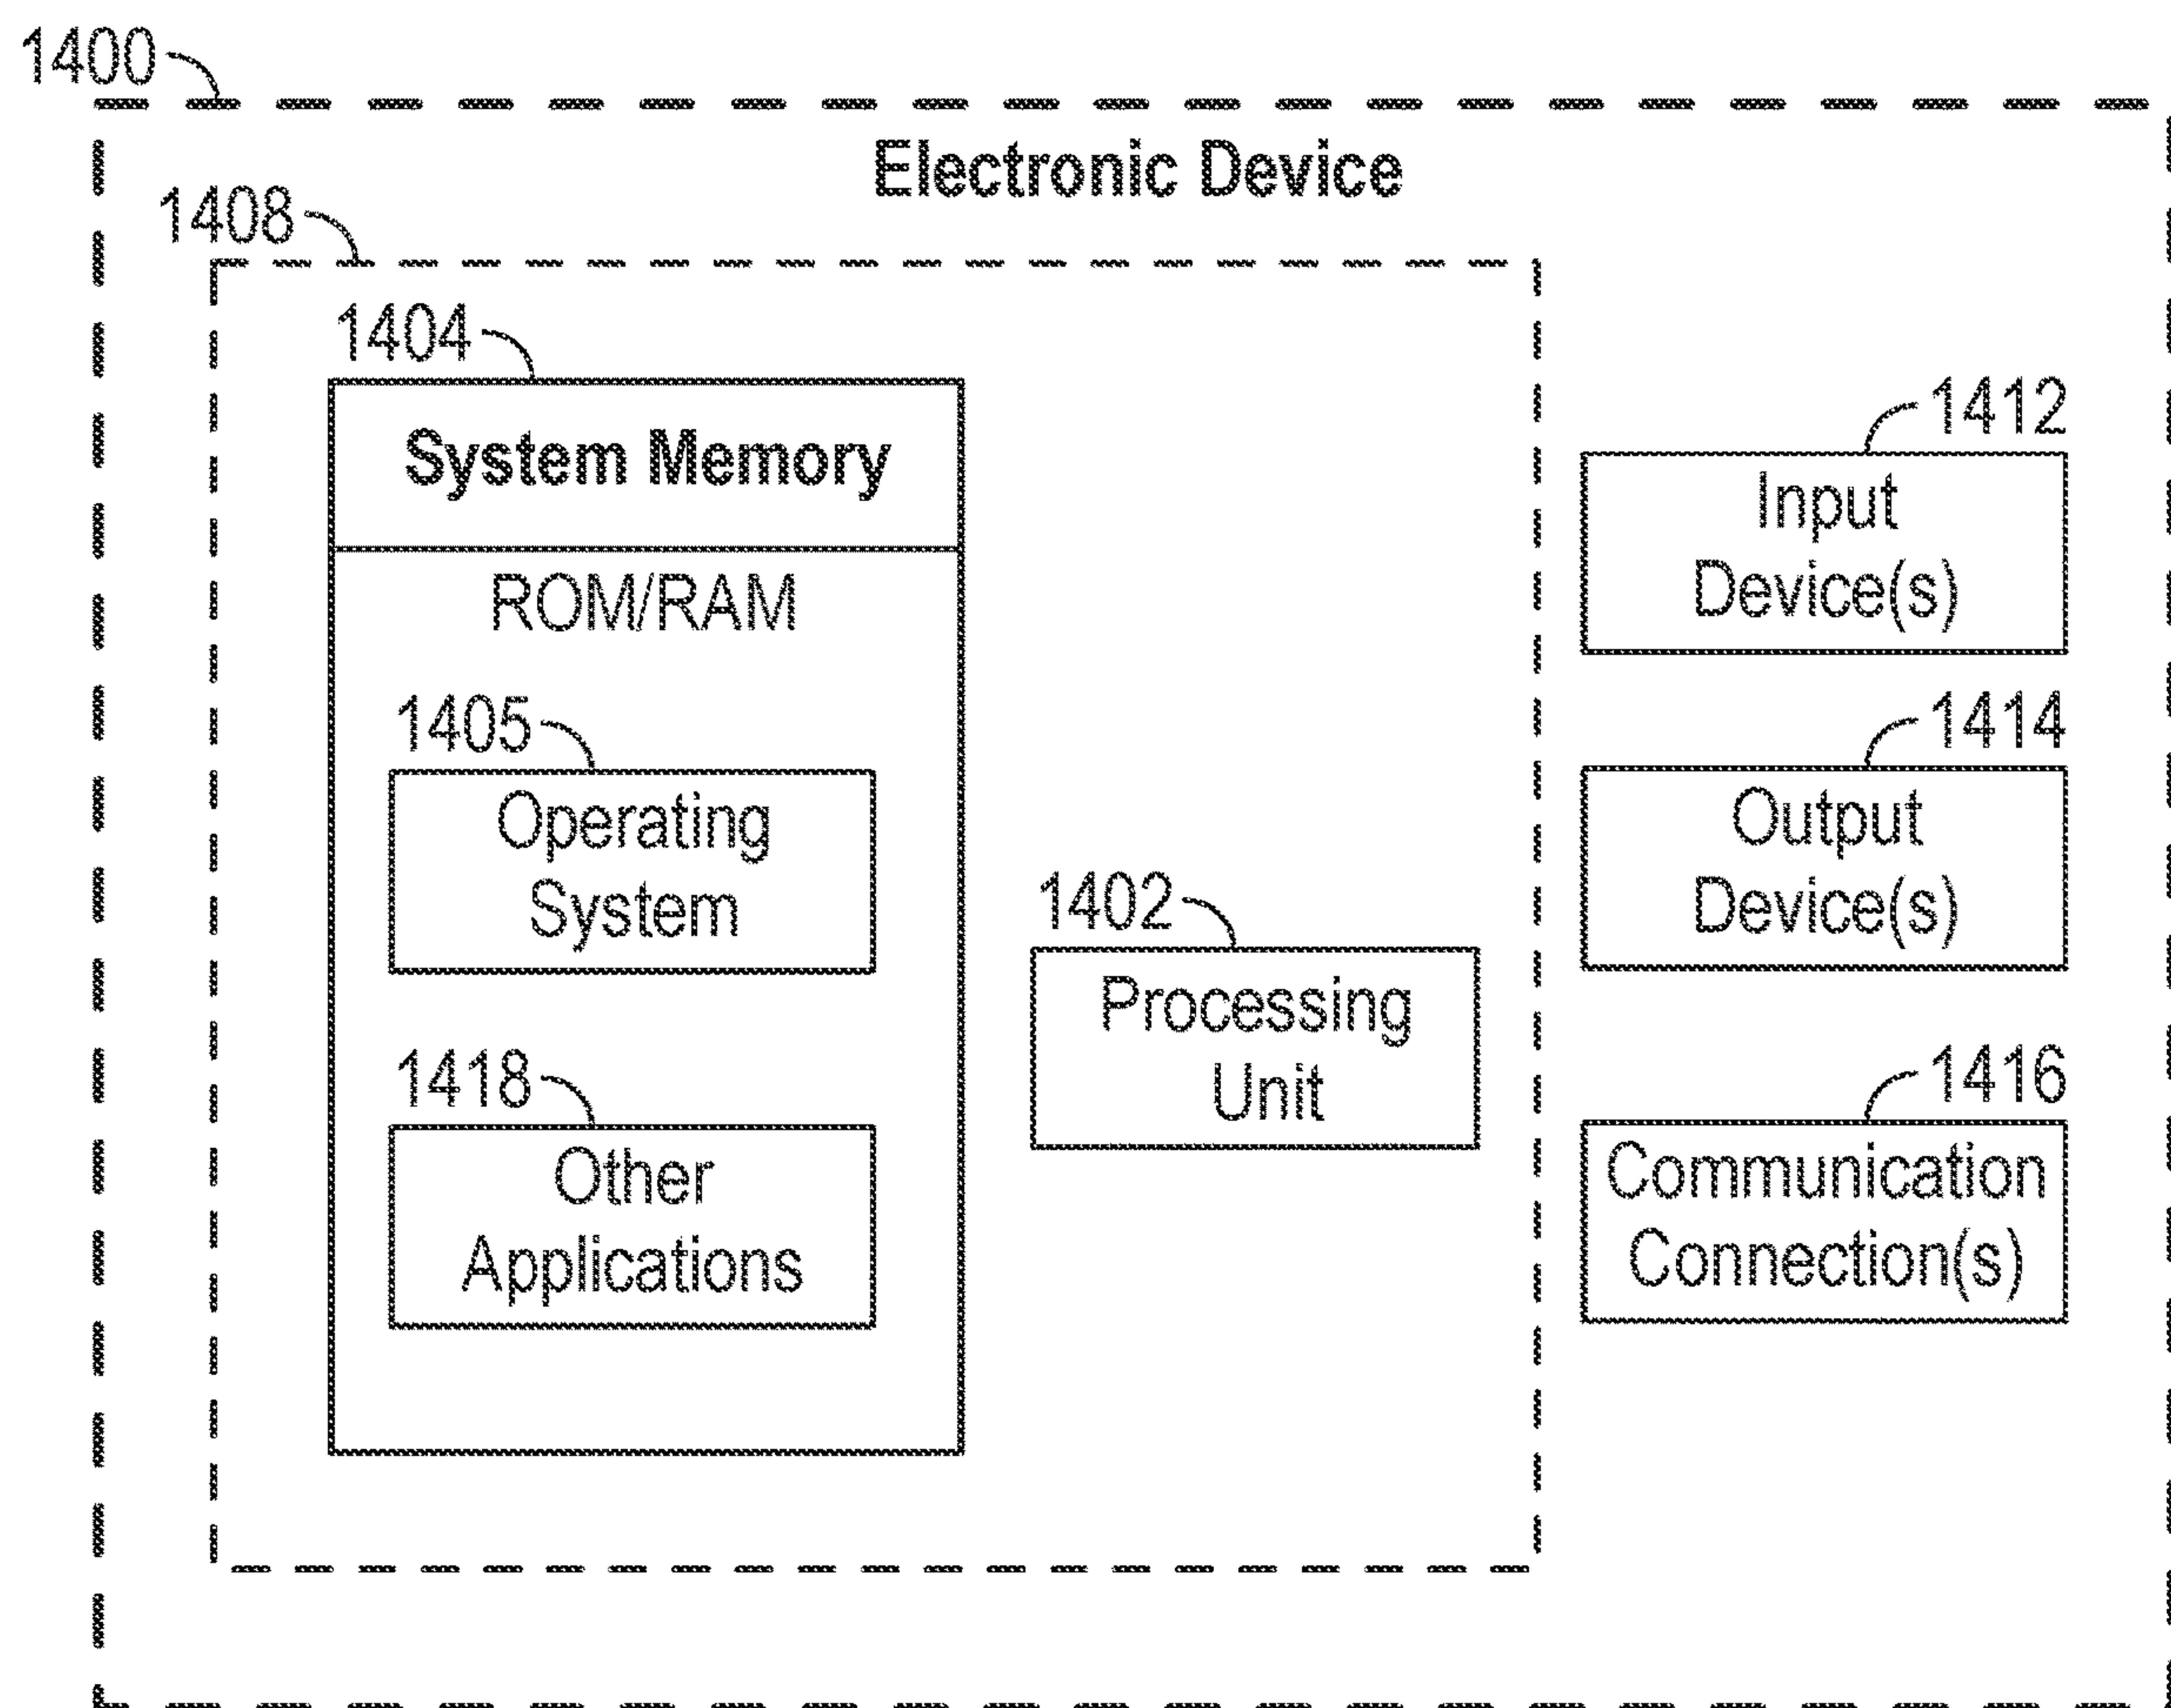 1400
Electronic Device
1408
1404
System Memory
ROM/RAM
1405
Operating
System
1418
Other
Applications
1402
Processing
Unit
1412
Input
Device(s)
1414
Output
Device(s)
1416
Communication
Connection(s)